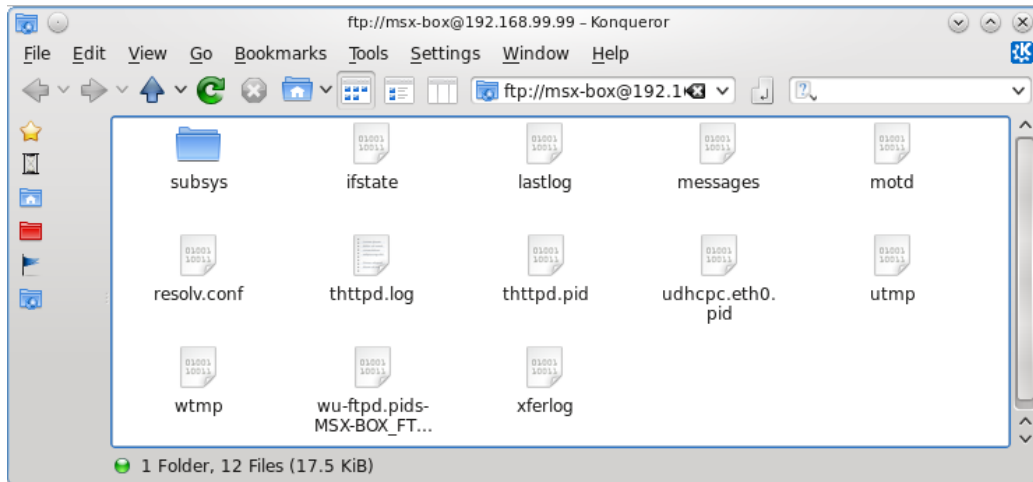 ftp://msx-box@192.168.99.99 – Konqueror
File Edit View Go Bookmarks Tools Settings Window Help
ftp://msx-box@192.1
subsys ifstate lastlog messages motd
resolv.conf thttpd.log thttpd.pid udhcpc.eth0. utmp
pid
wtmp wu-ftpd.pids- xferlog
MSX-BOX_FT...
1 Folder, 12 Files (17.5 KiB)